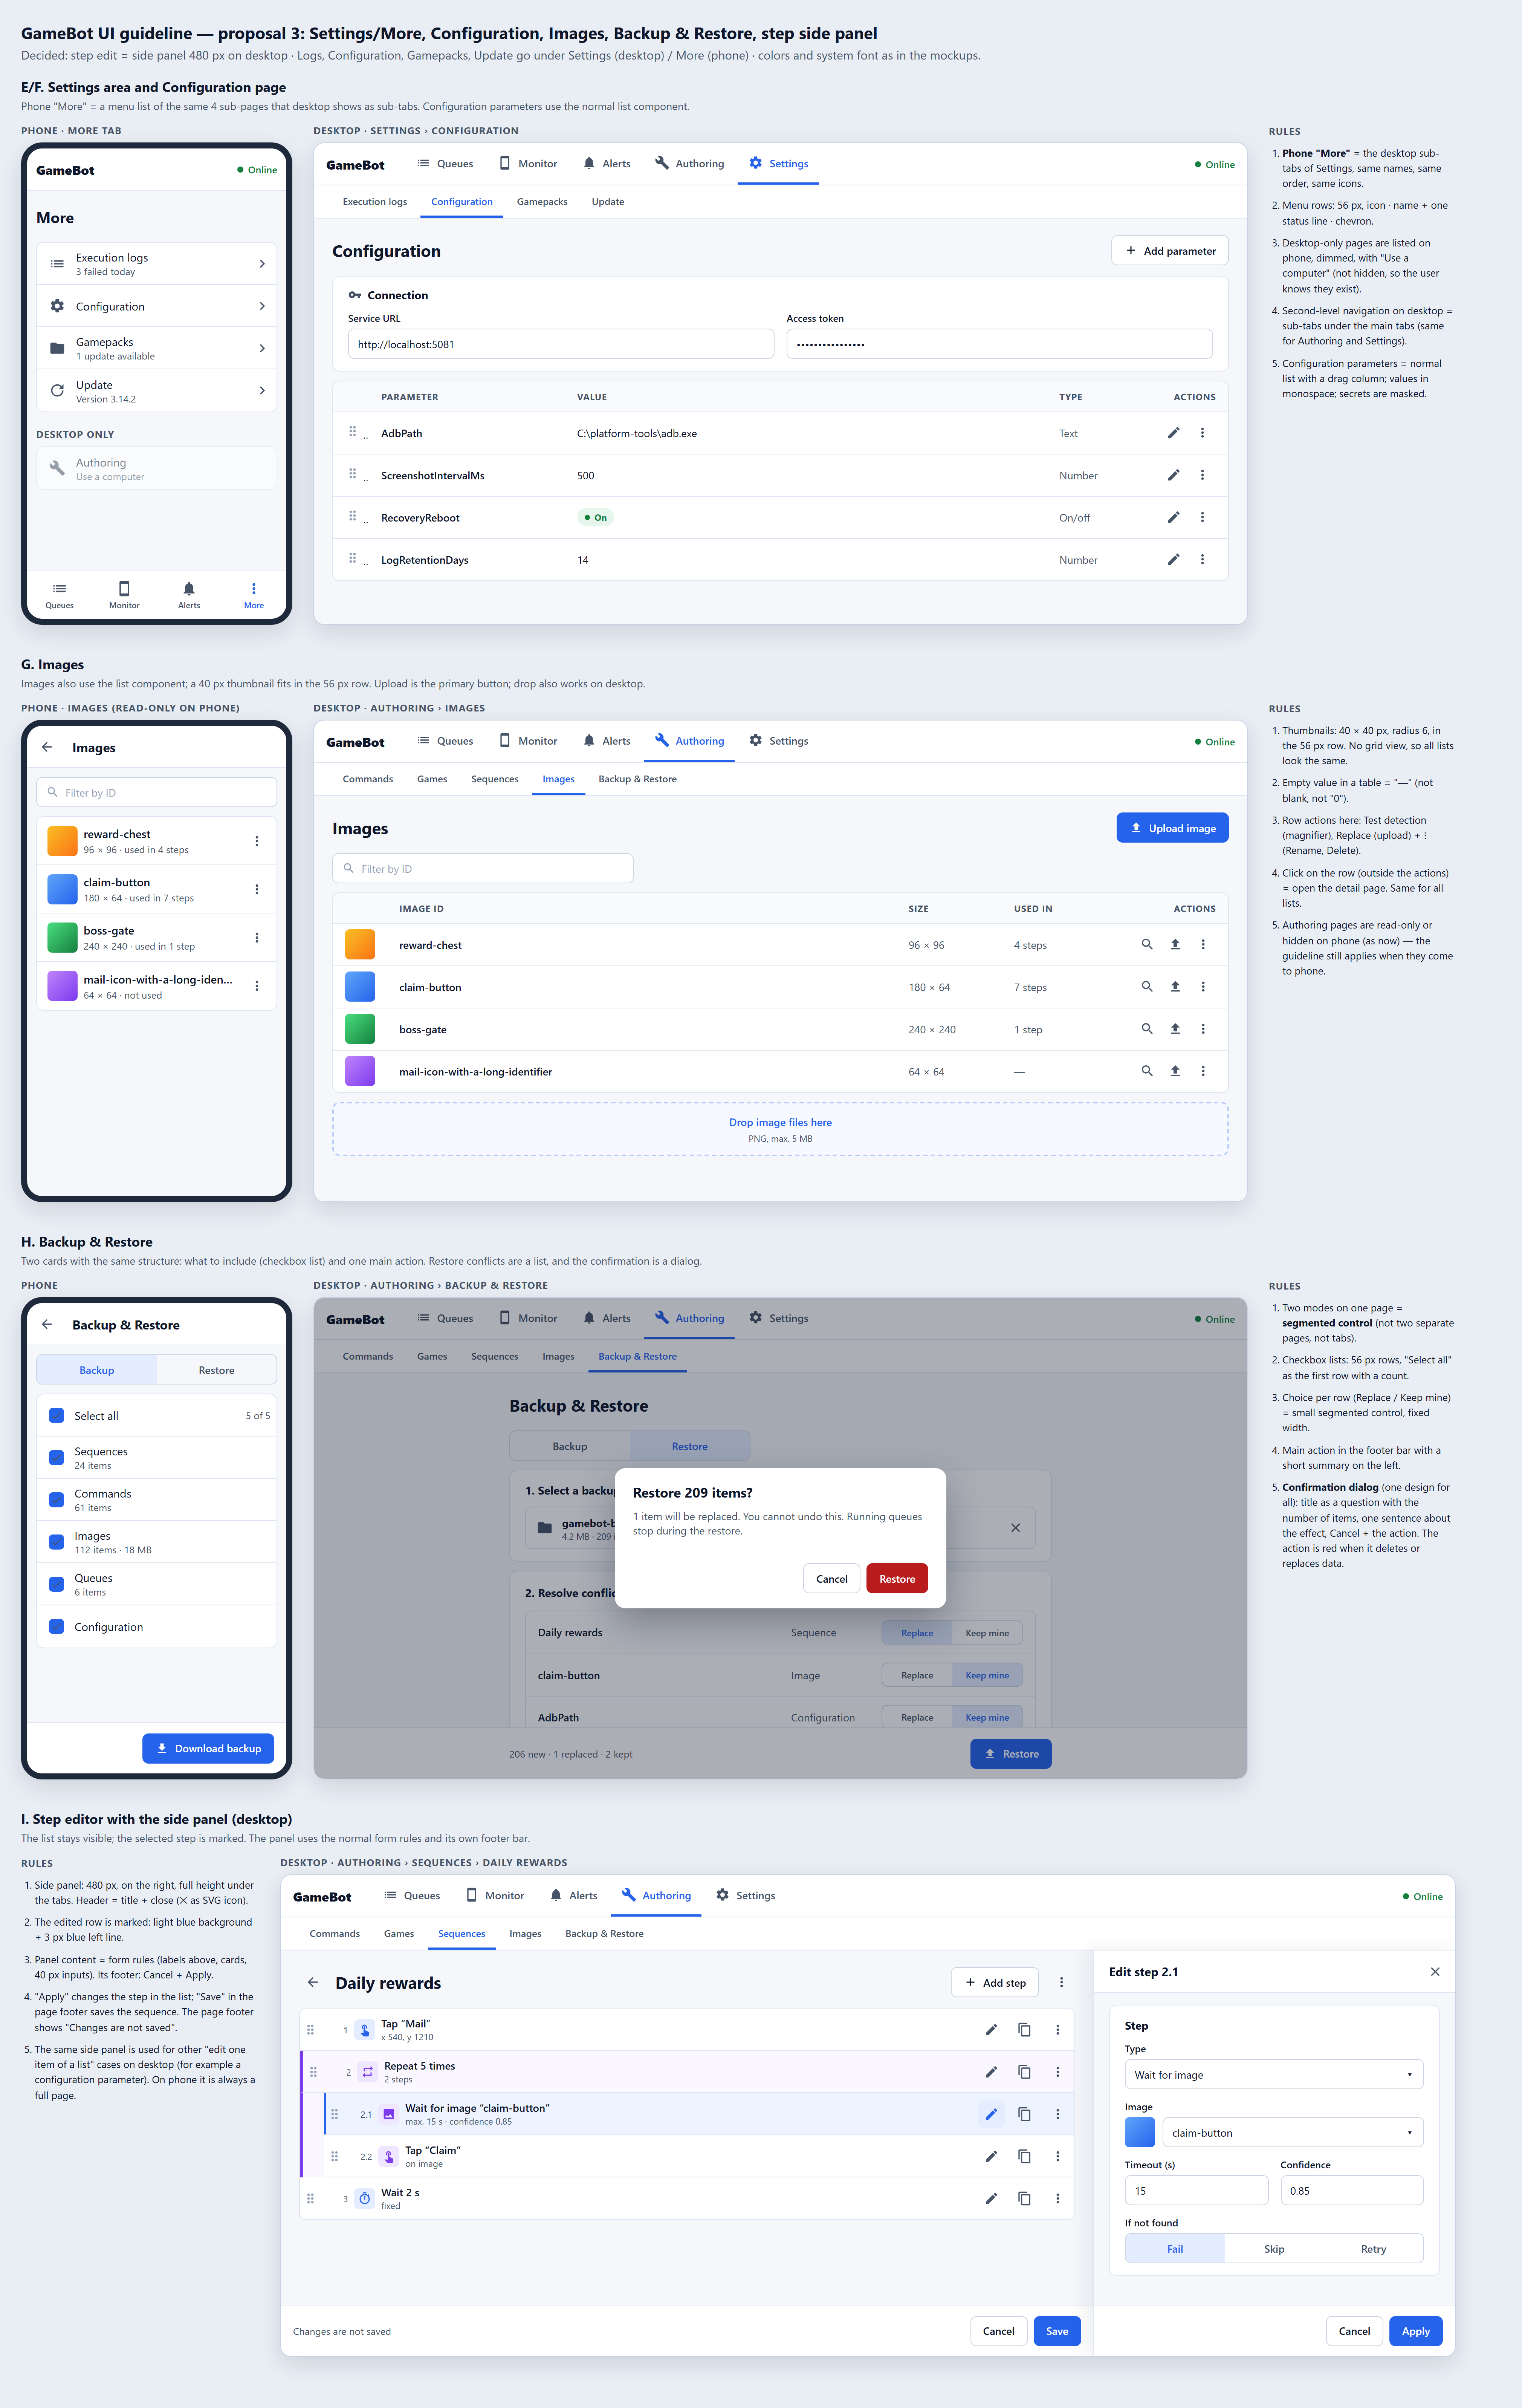 GameBot UI guideline — proposal 3: Settings/More, Configuration, Images, Backup & Restore, step side panel
Decided: step edit = side panel 480 px on desktop · Logs, Configuration, Gamepacks, Update go under Settings (desktop) / More (phone) · colors and system font as in the mockups.
E/F. Settings area and Configuration page
Phone "More" = a menu list of the same 4 sub-pages that desktop shows as sub-tabs. Configuration parameters use the normal list component.
PHONE · MORE TAB
GameBot
Online
More
Execution logs
3 failed today
Configuration
Gamepacks
1 update available
Update
Version 3.14.2
DESKTOP ONLY
Authoring
Use a computer
Queues
Monitor
Alerts
More
DESKTOP · SETTINGS › CONFIGURATION
GameBot
Queues
Monitor
Alerts
Authoring
Settings
Online
Execution logs
Configuration
Gamepacks
Update
Configuration
Add parameter
Connection
Service URL
Access token
http://localhost:5081
••••••••••••••••
PARAMETER
VALUE
TYPE
ACTIONS
..
AdbPath
C:\platform-tools\adb.exe
Text
..
ScreenshotIntervalMs
500
Number
..
RecoveryReboot
On
On/off
..
LogRetentionDays
14
Number
RULES
1. Phone "More" = the desktop sub-
tabs of Settings, same names, same
order, same icons.
2. Menu rows: 56 px, icon · name + one
status line · chevron.
3. Desktop-only pages are listed on
phone, dimmed, with "Use a
computer" (not hidden, so the user
knows they exist).
4. Second-level navigation on desktop =
sub-tabs under the main tabs (same
for Authoring and Settings).
5. Configuration parameters = normal
list with a drag column; values in
monospace; secrets are masked.
G. Images
Images also use the list component; a 40 px thumbnail fits in the 56 px row. Upload is the primary button; drop also works on desktop.
PHONE · IMAGES (READ-ONLY ON PHONE)
Images
Filter by ID
reward-chest
96 × 96 · used in 4 steps
claim-button
180 × 64 · used in 7 steps
boss-gate
240 × 240 · used in 1 step
mail-icon-with-a-long-iden...
64 × 64 · not used
DESKTOP · AUTHORING › IMAGES
GameBot
Queues
Monitor
Alerts
Authoring
Settings
Online
Commands
Games
Sequences
Images
Backup & Restore
Images
Upload image
Filter by ID
IMAGE ID
SIZE
USED IN
ACTIONS
reward-chest
96 × 96
4 steps
claim-button
180 × 64
7 steps
boss-gate
240 × 240
1 step
mail-icon-with-a-long-identifier
64 × 64
—
Drop image files here
PNG, max. 5 MB
RULES
1. Thumbnails: 40 × 40 px, radius 6, in
the 56 px row. No grid view, so all lists
look the same.
2. Empty value in a table = "—" (not
blank, not "0").
3. Row actions here: Test detection
(magnifier), Replace (upload) + ⋮
(Rename, Delete).
4. Click on the row (outside the actions)
= open the detail page. Same for all
lists.
5. Authoring pages are read-only or
hidden on phone (as now) — the
guideline still applies when they come
to phone.
H. Backup & Restore
Two cards with the same structure: what to include (checkbox list) and one main action. Restore conflicts are a list, and the confirmation is a dialog.
PHONE
Backup & Restore
Backup
Restore
Select all
5 of 5
Sequences
24 items
Commands
61 items
Images
112 items · 18 MB
Queues
6 items
Configuration
Download backup
DESKTOP · AUTHORING › BACKUP & RESTORE
GameBot
Queues
Monitor
Alerts
Authoring
Settings
Online
Commands
Games
Sequences
Images
Backup & Restore
Backup & Restore
Backup
Restore
1. Select a backup
gamebot-b
4.2 MB · 209
Restore 209 items?
1 item will be replaced. You cannot undo this. Running queues
stop during the restore.
Cancel
Restore
2. Resolve conflic
Daily rewards
Sequence
Replace
Keep mine
claim-button
Image
Replace
Keep mine
AdbPath
Configuration
Replace
Keep mine
206 new · 1 replaced · 2 kept
Restore
RULES
1. Two modes on one page =
segmented control (not two separate
pages, not tabs).
2. Checkbox lists: 56 px rows, "Select all"
as the first row with a count.
3. Choice per row (Replace / Keep mine)
= small segmented control, fixed
width.
4. Main action in the footer bar with a
short summary on the left.
5. Confirmation dialog (one design for
all): title as a question with the
number of items, one sentence about
the effect, Cancel + the action. The
action is red when it deletes or
replaces data.
I. Step editor with the side panel (desktop)
The list stays visible; the selected step is marked. The panel uses the normal form rules and its own footer bar.
RULES
1. Side panel: 480 px, on the right, full height under
the tabs. Header = title + close (✕ as SVG icon).
2. The edited row is marked: light blue background
+ 3 px blue left line.
3. Panel content = form rules (labels above, cards,
40 px inputs). Its footer: Cancel + Apply.
4. "Apply" changes the step in the list; "Save" in the
page footer saves the sequence. The page footer
shows "Changes are not saved".
5. The same side panel is used for other "edit one
item of a list" cases on desktop (for example a
configuration parameter). On phone it is always a
full page.
DESKTOP · AUTHORING › SEQUENCES › DAILY REWARDS
GameBot
Queues
Monitor
Alerts
Authoring
Settings
Online
Commands
Games
Sequences
Images
Backup & Restore
Daily rewards
Add step
1
Tap “Mail”
x 540, y 1210
2
Repeat 5 times
2 steps
2.1
Wait for image “claim-button”
max. 15 s · confidence 0.85
2.2
Tap “Claim”
on image
3
Wait 2 s
fixed
Changes are not saved
Cancel
Save
Edit step 2.1
Step
Type
Wait for image
Image
claim-button
Timeout (s)
Confidence
15
0.85
If not found
Fail
Skip
Retry
Cancel
Apply